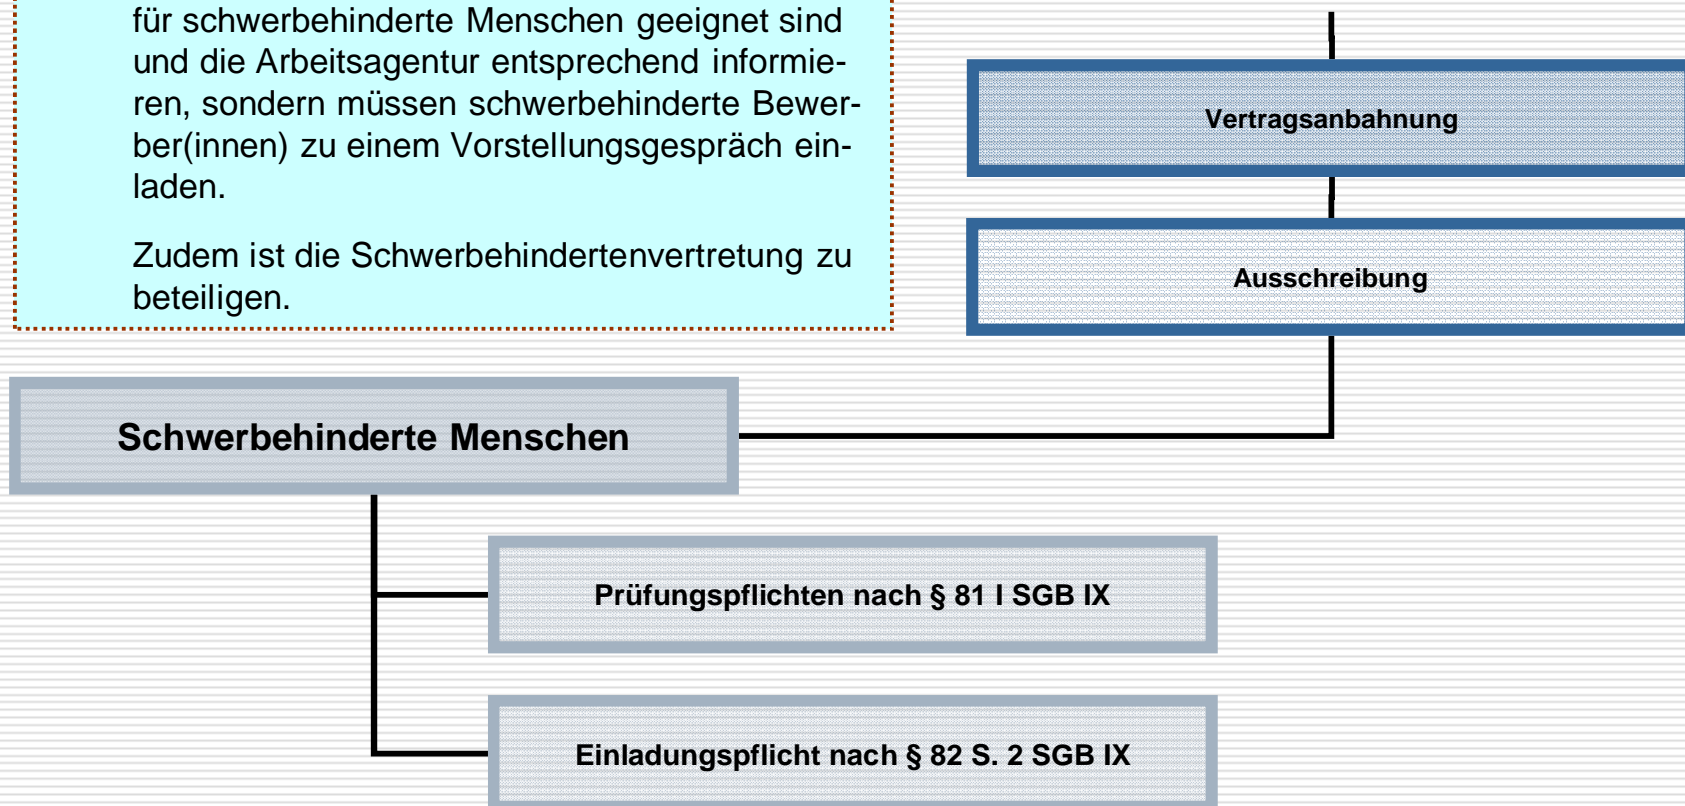 für schwerbehinderte Menschen geeignet sind
und die Arbeitsagentur entsprechend informie-
ren, sondern müssen schwerbehinderte Bewer-
ber(innen) zu einem Vorstellungsgespräch ein-
laden.
Zudem ist die Schwerbehindertenvertretung zu
beteiligen.
Vertragsanbahnung
Ausschreibung
Schwerbehinderte Menschen
Prüfungspflichten nach § 81 I SGB IX
Einladungspflicht nach § 82 S. 2 SGB IX